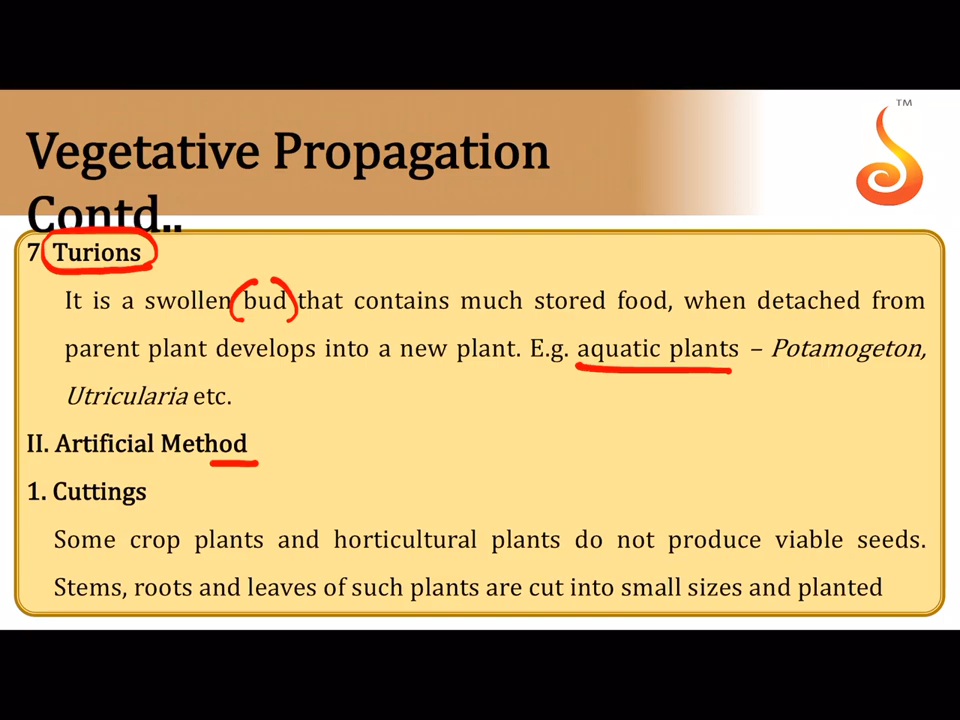 TM
Vegetative Propagation
Contd..
7 Turions
It is a swollen bud that contains much stored food, when detached from
parent plant develops into a new plant. E.g. aquatic plants – Potamogeton,
Utricularia etc.
II. Artificial Method
1. Cuttings
Some crop plants and horticultural plants do not produce viable seeds.
Stems, roots and leaves of such plants are cut into small sizes and planted